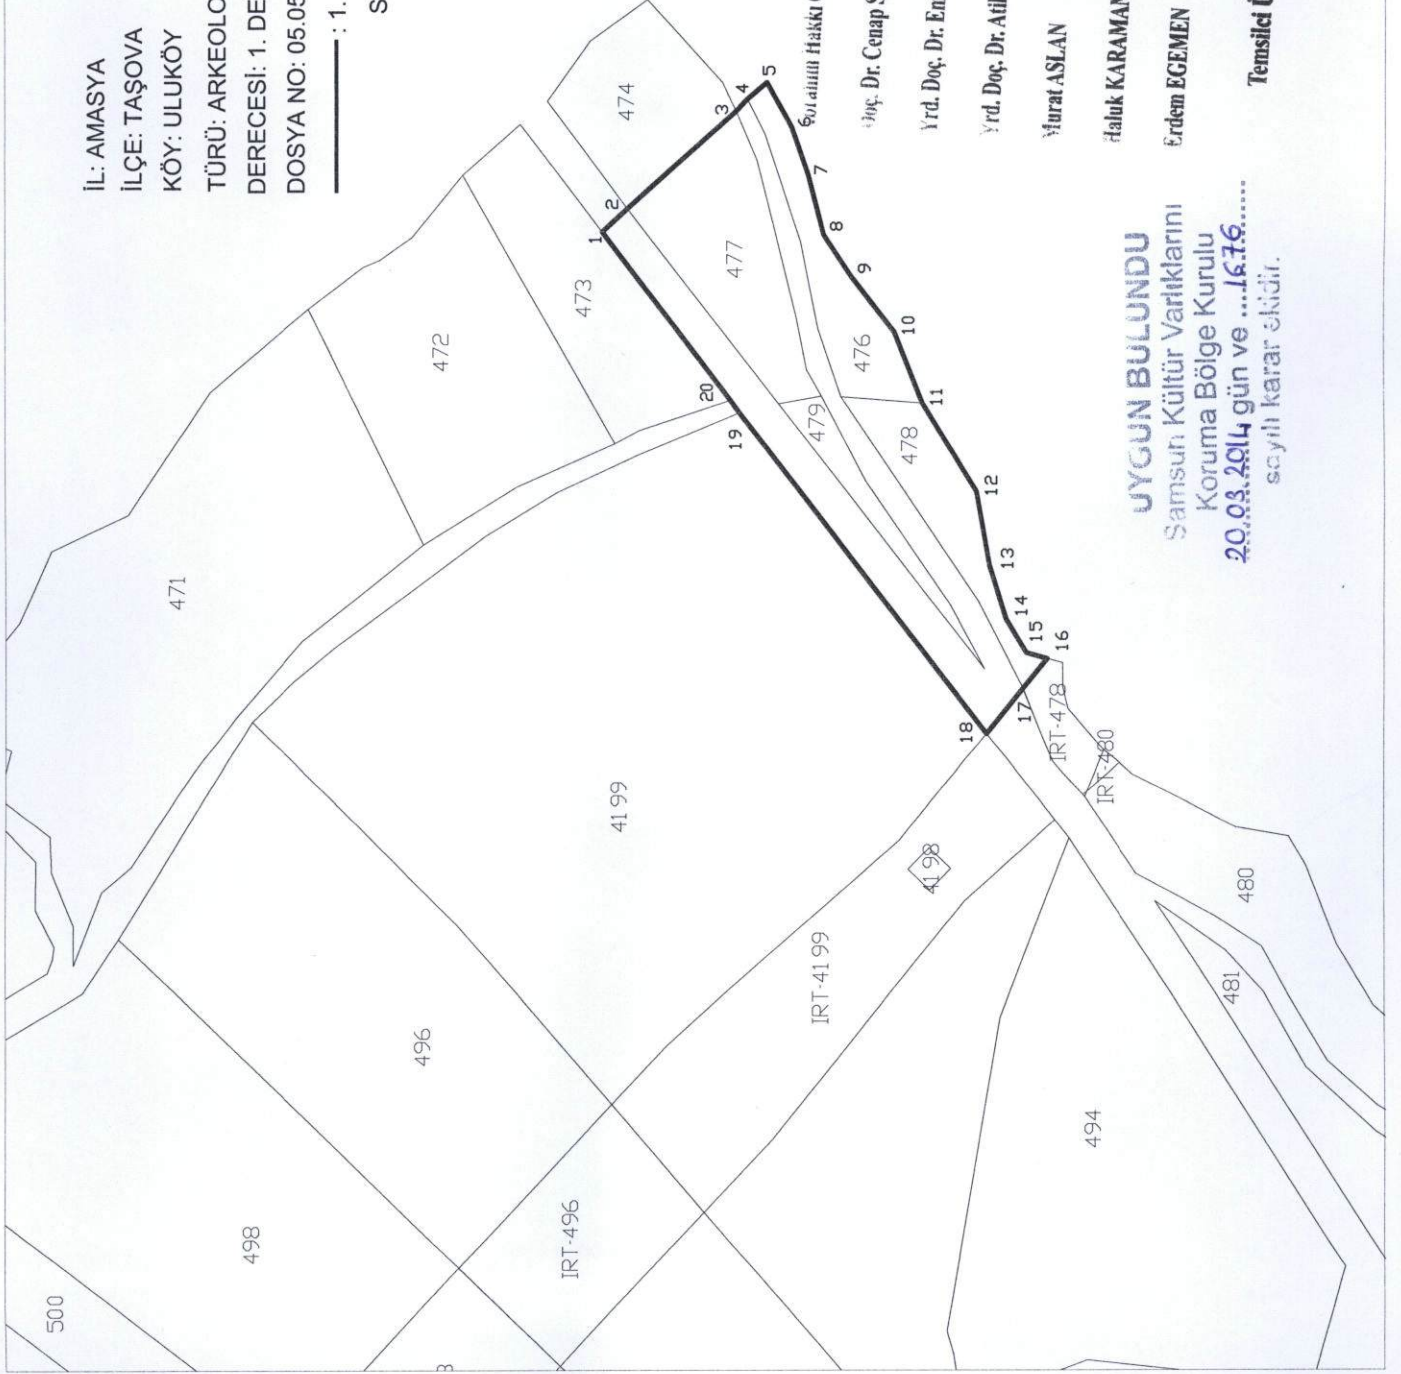 İL: AMASYA
İLÇE: TAŞOVA
KÖY: ULUKÖY
TÜRÜ: ARKEOLO
DERECESİ: 1. DE
DOSYA NO: 05.05
: 1.
S
Hakkı
Doç. Dr. Cenap S
Yrd. Doç. Dr. En
Yrd. Doç. Dr. Atil
Murat ASLAN
Haluk KARAMAN
Erdem EGEMEN
Temsilci Ü
UYGUN BULUNDU
Samsun Kültür Varlıklarını
Koruma Bölge Kurulu
20.03.2014 gün ve ....1676......
sayılı karar ekidir.
500
498
496
IRT-496
471
472
473
474
477
476
479
478
4199
IRT-4199
4198
IRT-478
IRT-480
480
481
494
1
2
3
4
5
6
7
8
9
10
11
12
13
14
15
16
17
18
19
20